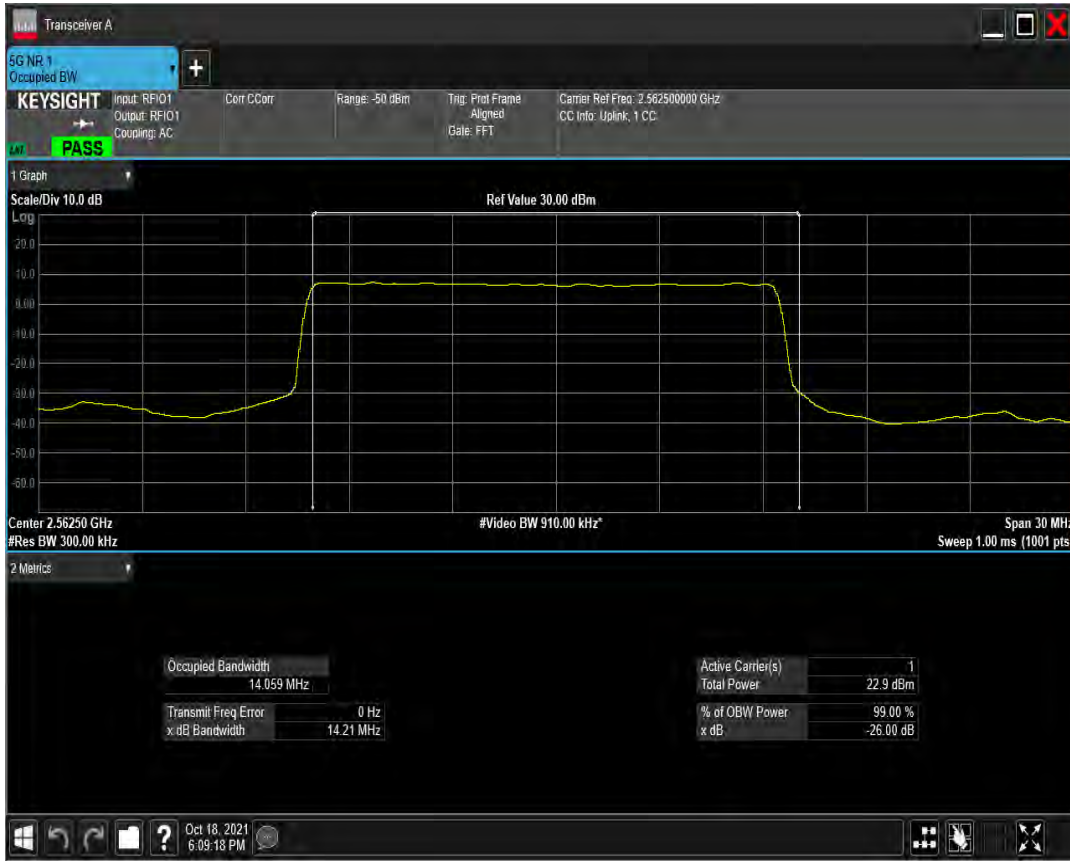 Transceiver A
5G NR 1
Occupied BW
+
KEYSIGHT
PASS
Input: RFIO1
Output: RFIO1
Coupling: AC
Corr CCorr
Range: -50 dBm
Trig: Prot Frame
Aligned
Gate: FFT
Carrier Ref Freq: 2.562500000 GHz
CC Info: Uplink, 1 CC
1 Graph
Scale/Div 10.0 dB
Ref Value 30.00 dBm
Log
20.0
10.0
0.00
-10.0
-20.0
-30.0
-40.0
-50.0
-60.0
Center 2.56250 GHz
#Video BW 910.00 kHz*
Span 30 MHz
#Res BW 300.00 kHz
Sweep 1.00 ms (1001 pts
2 Metrics
Occupied Bandwidth
14.059 MHz
Transmit Freq Error 0 Hz
x dB Bandwidth 14.21 MHz
Active Carrier(s) 1
Total Power 22.9 dBm
% of OBW Power 99.00 %
x dB -26.00 dB
?
Oct 18, 2021
6:09:18 PM